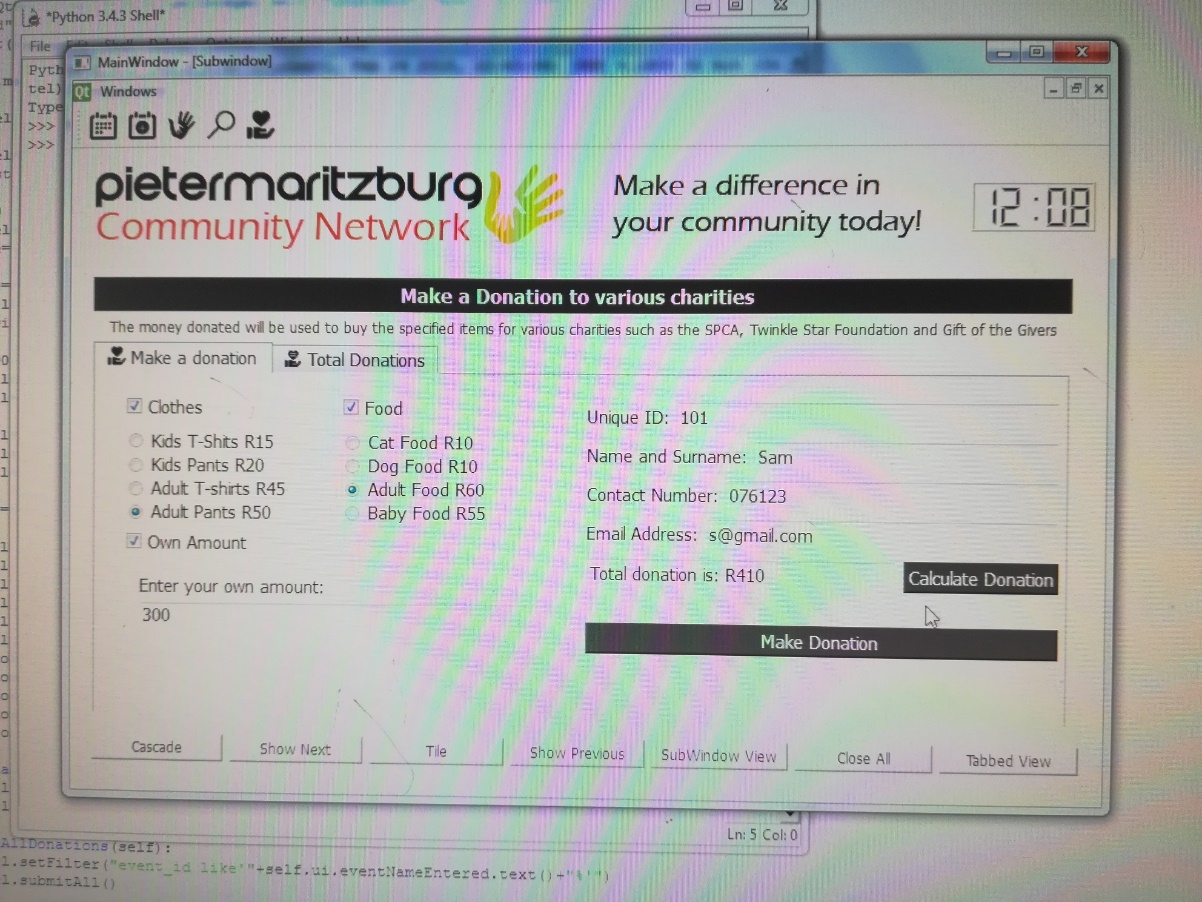 *Python 3.4.3 Shell*
File
MainWindow - [Subwindow]
Pyth
tel)
Type
>>>
>>>
Qt Windows
pietermaritzburg
Community Network
Make a difference in
your community today!
12:08
Make a Donation to various charities
The money donated will be used to buy the specified items for various charities such as the SPCA, Twinkle Star Foundation and Gift of the Givers
Make a donation
Total Donations
Clothes
Kids T-Shits R15
Kids Pants R20
Adult T-shirts R45
Adult Pants R50
Own Amount
Enter your own amount:
300
Food
Cat Food R10
Dog Food R10
Adult Food R60
Baby Food R55
Unique ID: 101
Name and Surname: Sam
Contact Number: 076123
Email Address: s@gmail.com
Total donation is: R410
Calculate Donation
Make Donation
Cascade
Show Next
Tile
Show Previous
SubWindow View
Close All
Tabbed View
Ln: 5 Col: 0
AllDonations(self):
l.setFilter("event_id like'"+self.ui.eventNameEntered.text()+"%'")
l.submitAll()